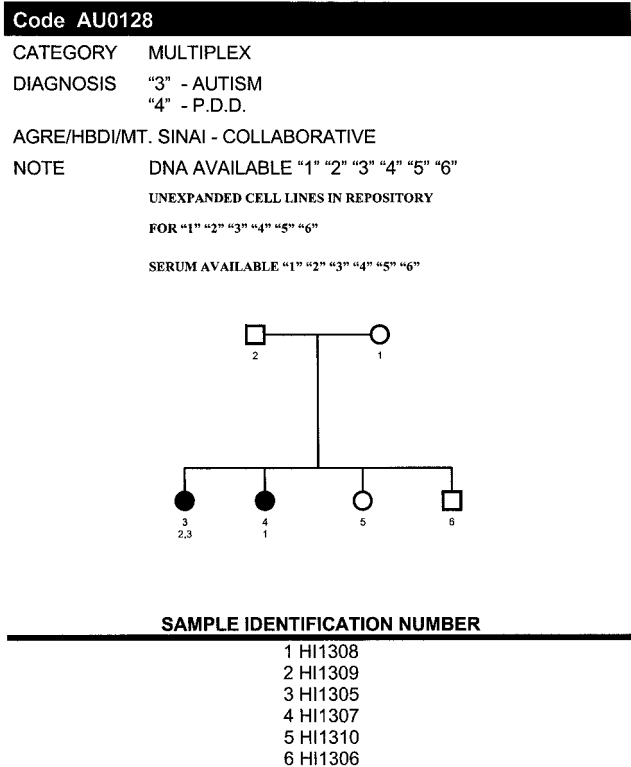 Code AU0128
CATEGORY MULTIPLEX
DIAGNOSIS “3” - AUTISM
“4” - P.D.D.
AGRE/HBDI/MT. SINAI - COLLABORATIVE
NOTE DNA AVAILABLE “1” “2” “3” “4” “5” “6”
UNEXPANDED CELL LINES IN REPOSITORY
FOR “1” “2” “3” “4” “5” “6”
SERUM AVAILABLE “1” “2” “3” “4” “5” “6”
2 1
3 4 5 6
2,3 1
SAMPLE IDENTIFICATION NUMBER
1 HI1308
2 HI1309
3 HI1305
4 HI1307
5 HI1310
6 HI1306